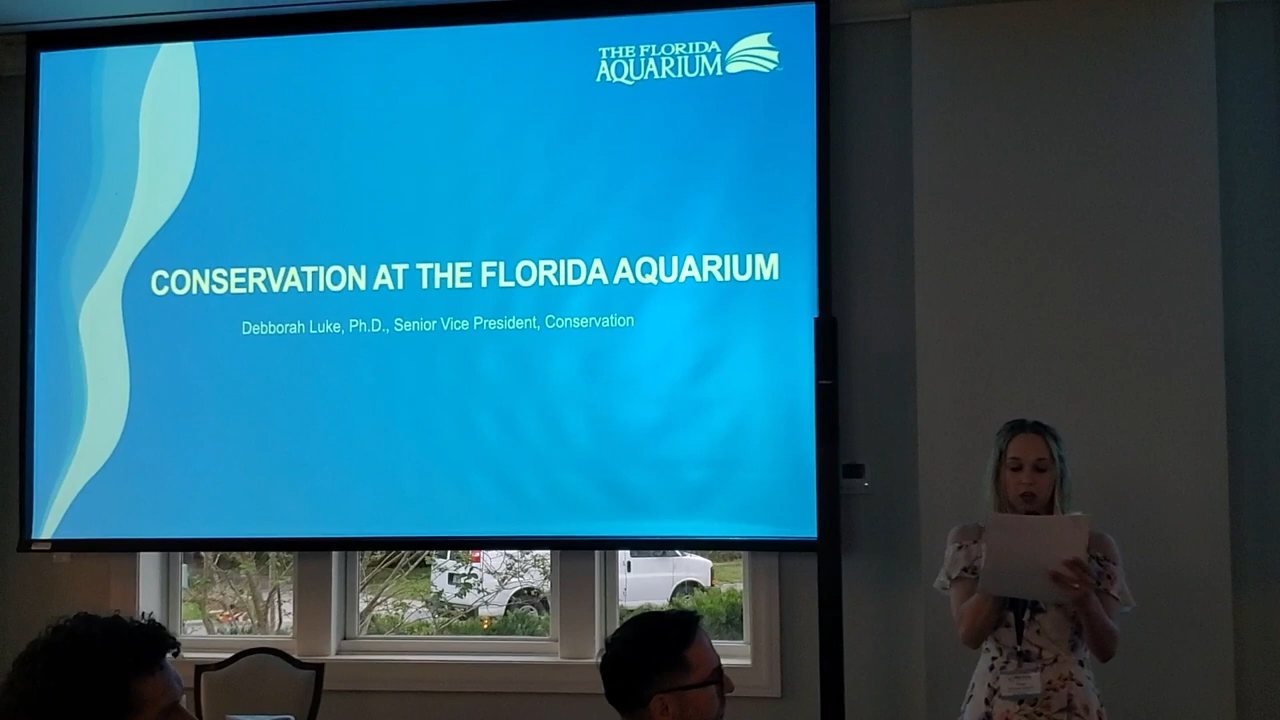 THE FLORIDA
AQUARIUM
CONSERVATION AT THE FLORIDA AQUARIUM
Debborah Luke, Ph.D., Senior Vice President, Conservation